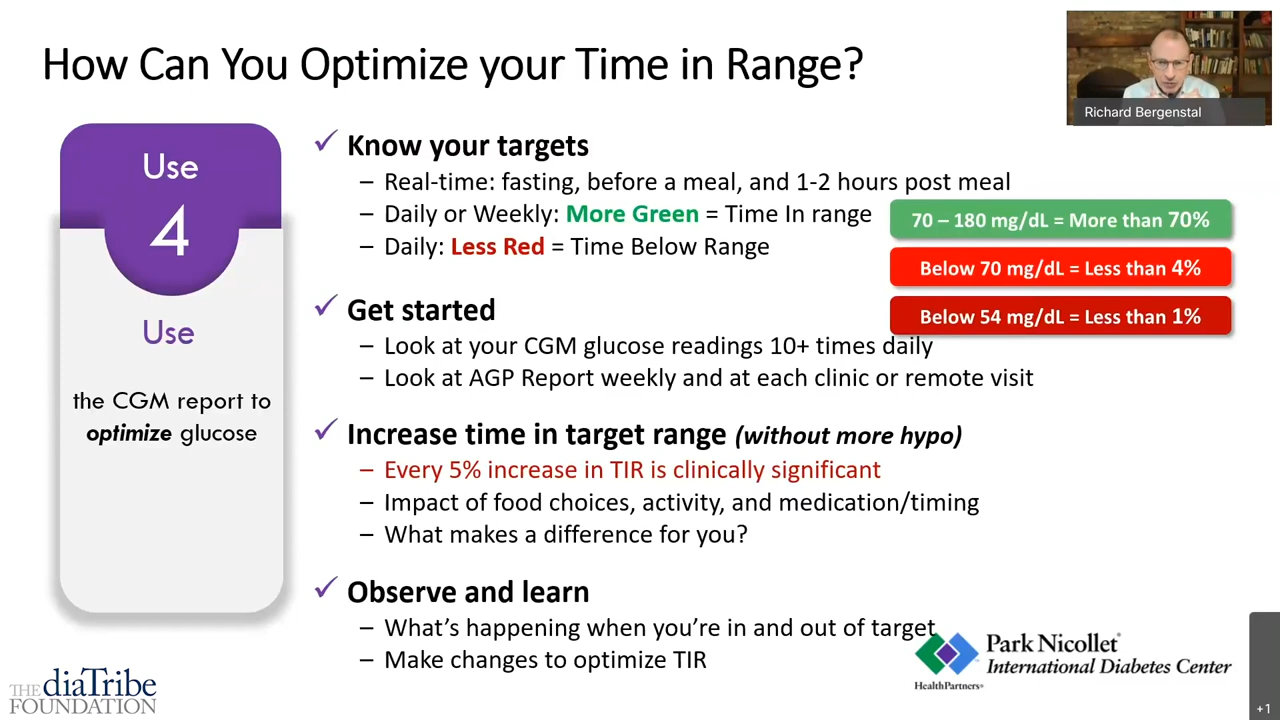 How Can You Optimize your Time in Range?
Richard Bergenstal
Use
4
Use
the CGM report to
optimize glucose
✓ Know your targets
– Real-time: fasting, before a meal, and 1-2 hours post meal
– Daily or Weekly: More Green = Time In range
– Daily: Less Red = Time Below Range
70 – 180 mg/dL = More than 70%
Below 70 mg/dL = Less than 4%
Below 54 mg/dL = Less than 1%
✓ Get started
– Look at your CGM glucose readings 10+ times daily
– Look at AGP Report weekly and at each clinic or remote visit
✓ Increase time in target range (without more hypo)
– Every 5% increase in TIR is clinically significant
– Impact of food choices, activity, and medication/timing
– What makes a difference for you?
✓ Observe and learn
– What's happening when you're in and out of target
– Make changes to optimize TIR
THE diaTribe
FOUNDATION
Park Nicollet®
International Diabetes Center
HealthPartners®
+1